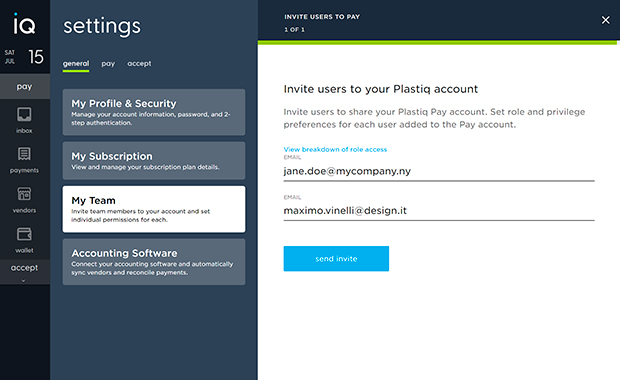 iQ
SAT
JUL
15
pay
inbox
payments
vendors
wallet
accept
settings
general pay accept
My Profile & Security
Manage your account information, password, and 2-
step authentication.
My Subscription
View and manage your subscription plan details.
My Team
Invite team members to your account and set
individual permissions for each.
Accounting Software
Connect your accounting software and automatically
sync vendors and reconcile payments.
INVITE USERS TO PAY
1 OF 1
Invite users to your Plastiq account
Invite users to share your Plastiq Pay account. Set role and privilege
preferences for each user added to the Pay account.
View breakdown of role access
EMAIL
jane.doe@mycompany.ny
EMAIL
maximo.vinelli@design.it
send invite